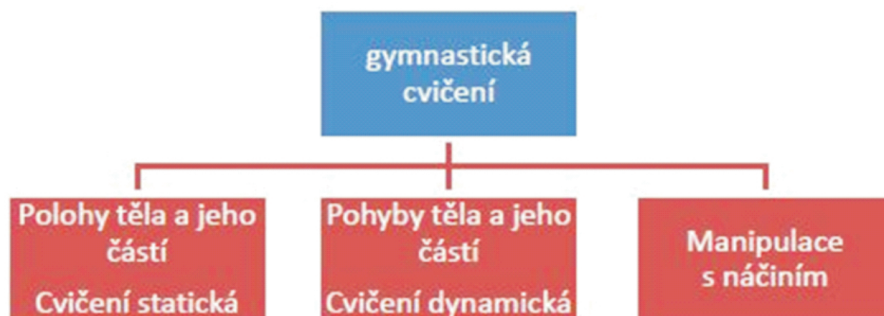 gymnastická
cvičení
Polohy těla a jeho
částí
Cvičení statická
Pohyby těla a jeho
částí
Cvičení dynamická
Manipulace
s náčiním